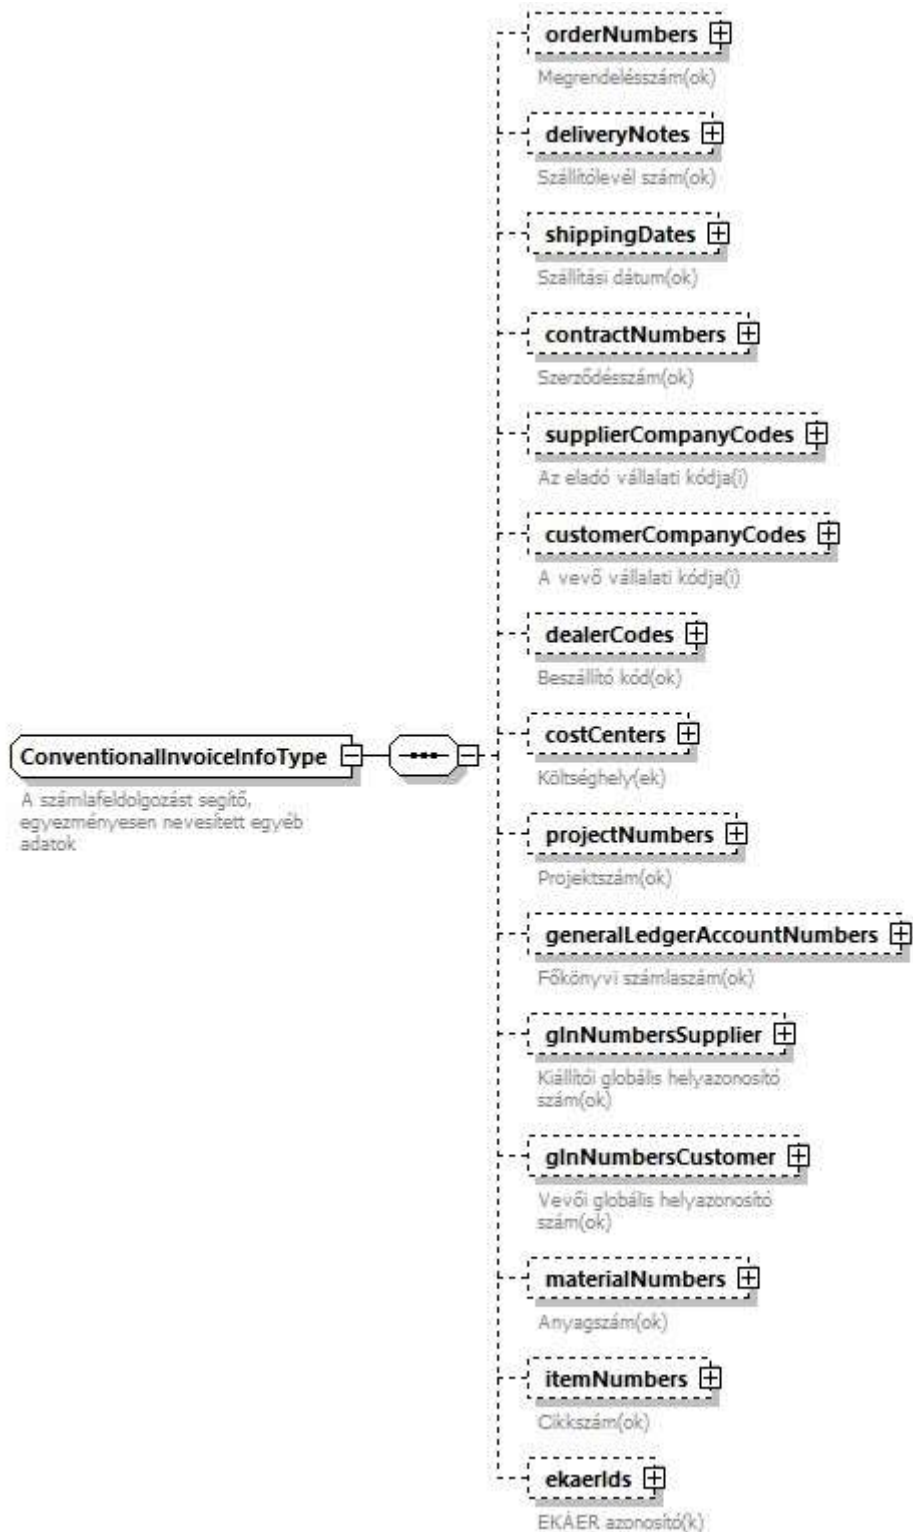 orderNumbers
Megrendelésszám(ok)
deliveryNotes
Szállítólevél szám(ok)
shippingDates
Szállítási dátum(ok)
contractNumbers
Szerződésszám(ok)
supplierCompanyCodes
Az eladó vállalati kódja(i)
customerCompanyCodes
A vevő vállalati kódja(i)
dealerCodes
Beszállító kód(ok)
costCenters
Költséghely(ek)
ConventionalInvoiceInfoType
A számlafeldolgozást segítő,
egyezményesen nevesített egyéb
adatok
projectNumbers
Projektszám(ok)
generalLedgerAccountNumbers
Főkönyvi számlaszám(ok)
glnNumbersSupplier
Kiállítói globális helyazonosító
szám(ok)
glnNumbersCustomer
Vevői globális helyazonosító
szám(ok)
materialNumbers
Anyagszám(ok)
itemNumbers
Cikkszám(ok)
ekaerIds
EKÁER azonosító(k)